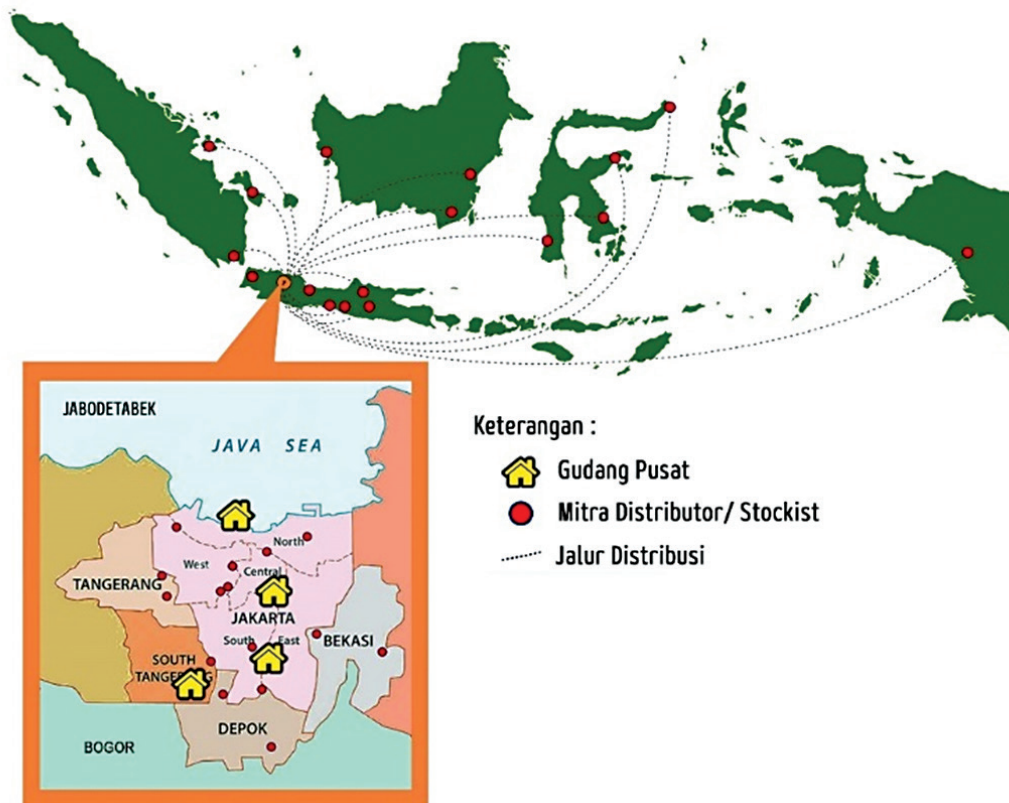 JABODETABEK
JAVA SEA
North
West
Central
TANGERANG
JAKARTA
South East
BEKASI
SOUTH
TANGERANG
DEPOK
BOGOR
Keterangan :
Gudang Pusat
Mitra Distributor/ Stockist
Jalur Distribusi